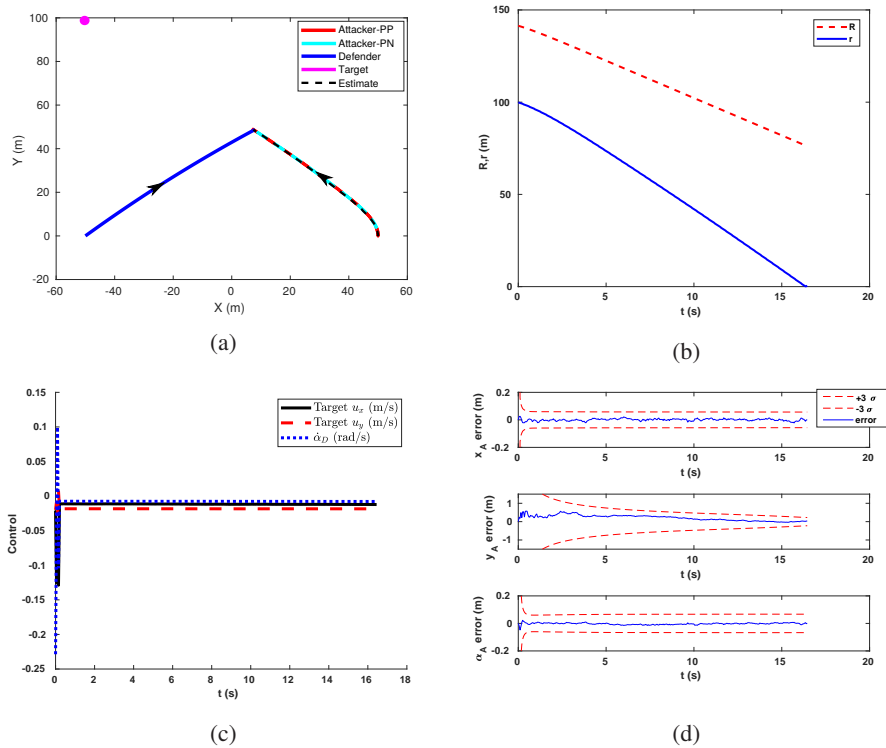 100
80
60
40
20
0
-20
Y (m)
-60 -40 -20 0 20 40 60
X (m)
Attacker-PP
Attacker-PN
Defender
Target
Estimate
(a)
150
100
50
0
R,r (m)
0 5 10 15 20
t (s)
R
r
(b)
0.15
0.1
0.05
0
-0.05
-0.1
-0.15
-0.2
-0.25
Control
0 2 4 6 8 10 12 14 16 18
t (s)
Target u_x (m/s)
Target u_y (m/s)
α̇_D (rad/s)
(c)
0.2
0
-0.2
x_A error (m)
0 5 10 15 20
t (s)
+3 σ
-3 σ
error
1
0
-1
y_A error (m)
0 5 10 15 20
t (s)
0.2
0
-0.2
α_A error (m)
0 5 10 15 20
t (s)
(d)